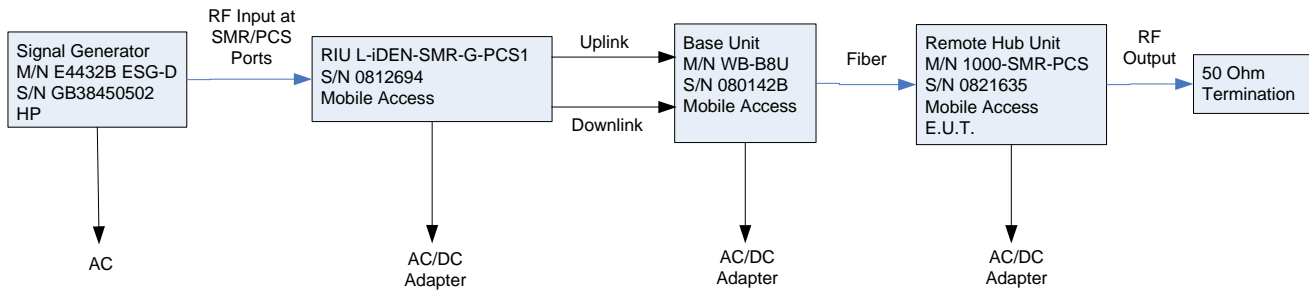 RF Input at
SMR/PCS
Ports
Signal Generator
M/N E4432B ESG-D
S/N GB38450502
HP
RIU L-iDEN-SMR-G-PCS1
S/N 0812694
Mobile Access
Uplink
Downlink
Base Unit
M/N WB-B8U
S/N 080142B
Mobile Access
Fiber
Remote Hub Unit
M/N 1000-SMR-PCS
S/N 0821635
Mobile Access
E.U.T.
RF
Output
50 Ohm
Termination
AC
AC/DC
Adapter
AC/DC
Adapter
AC/DC
Adapter